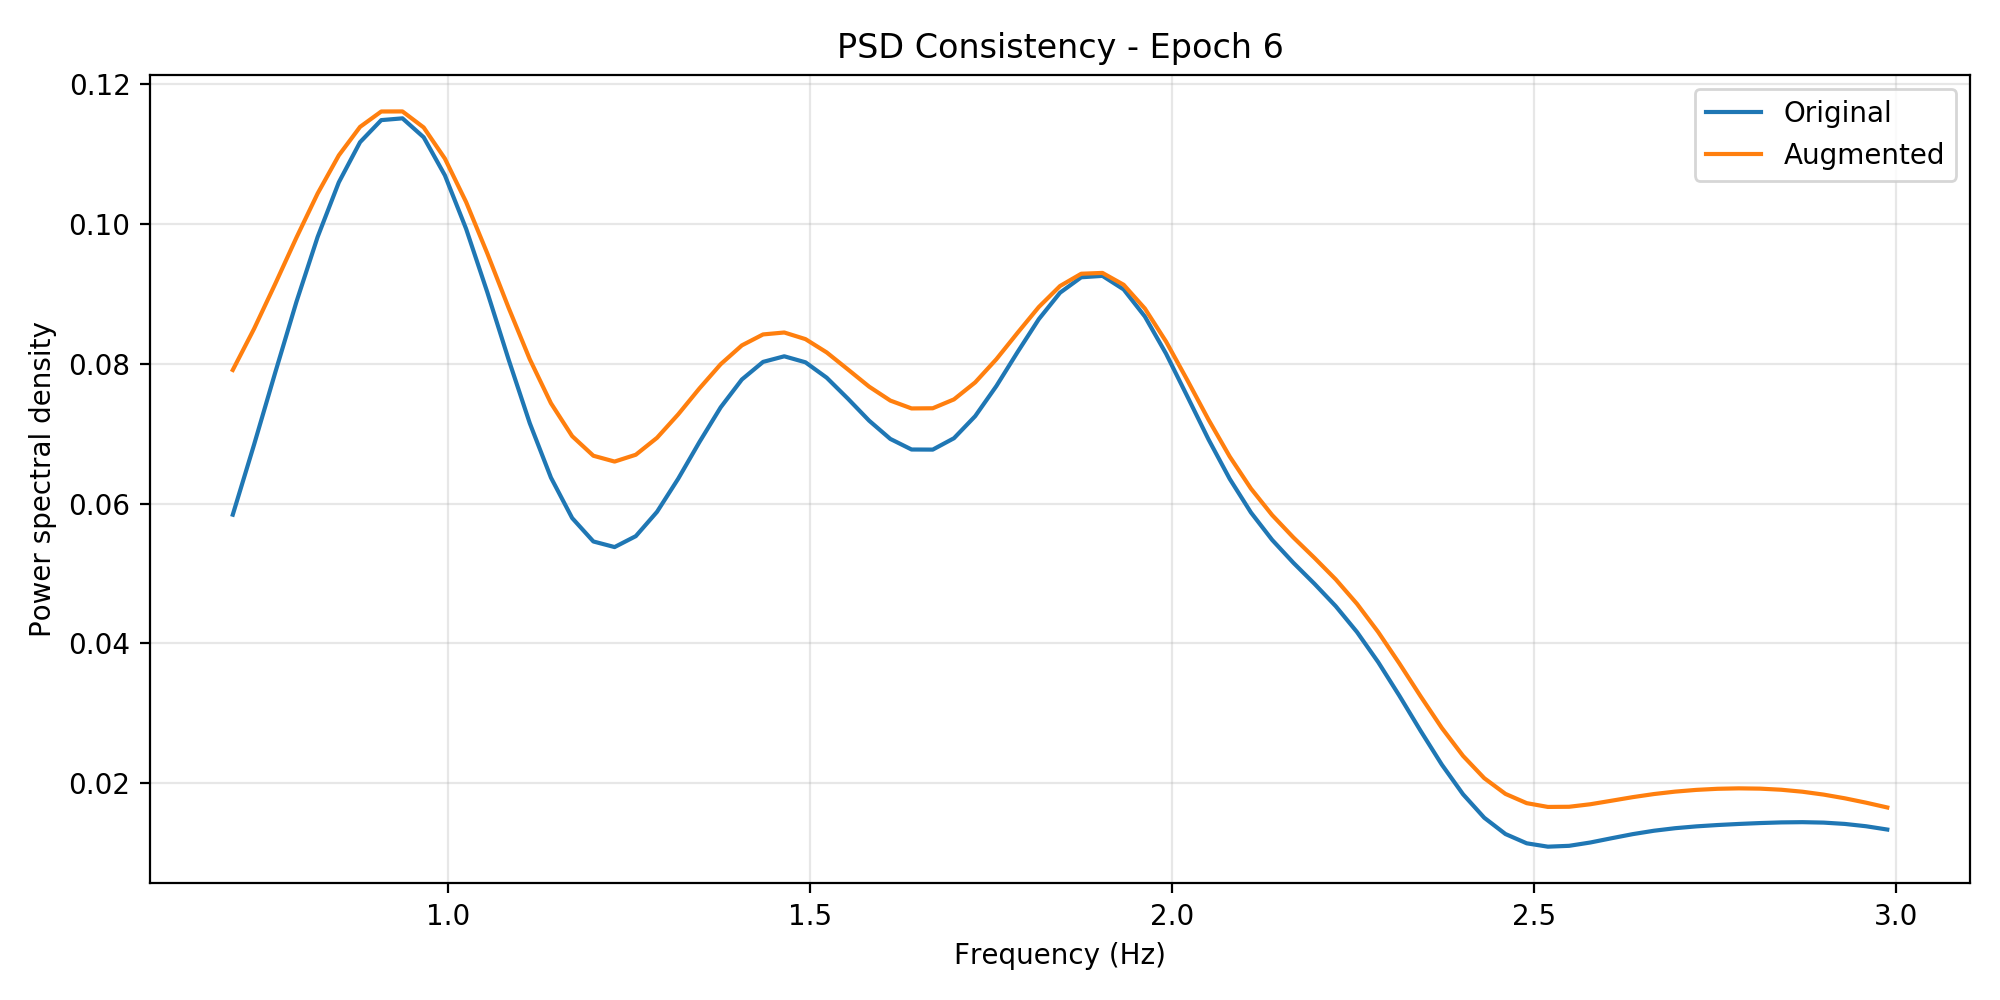 PSD Consistency - Epoch 6
Original
Augmented
Power spectral density
0.12
0.10
0.08
0.06
0.04
0.02
1.0
1.5
2.0
2.5
3.0
Frequency (Hz)